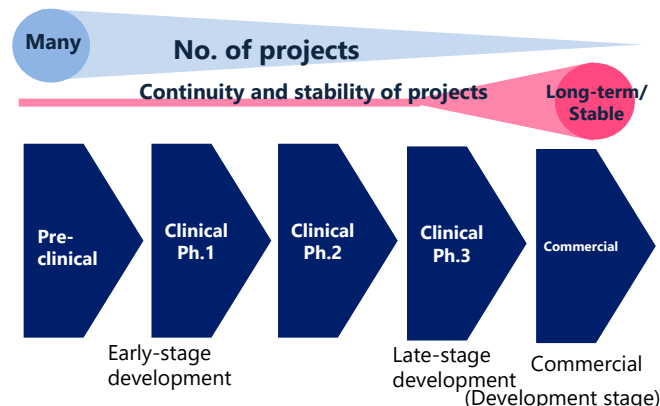 Many
No. of projects
Continuity and stability of projects
Long-term/
Stable
Pre-
clinical
Clinical
Ph.1
Clinical
Ph.2
Clinical
Ph.3
Commercial
Early-stage
development
Late-stage
development
Commercial
(Development stage)